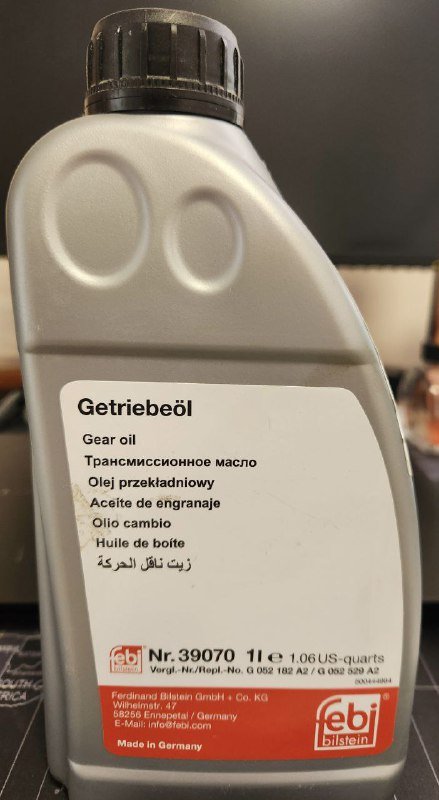 Getriebeöl
Gear oil
Трансмиссионное масло
Olej przekładniowy
Aceite de engranaje
Olio cambio
Huile de boîte
زيت ناقل الحركة
febi
bilstein
Nr. 39070 1l e 1.06 US-quarts
Vergl.-Nr./Repl.-No. G 052 182 A2 / G 052 529 A2
Ferdinand Bilstein GmbH + Co. KG
Wilhelmstr. 47
58256 Ennepetal / Germany
E-Mail: info@febi.com
Made in Germany
febi
®
bilstein